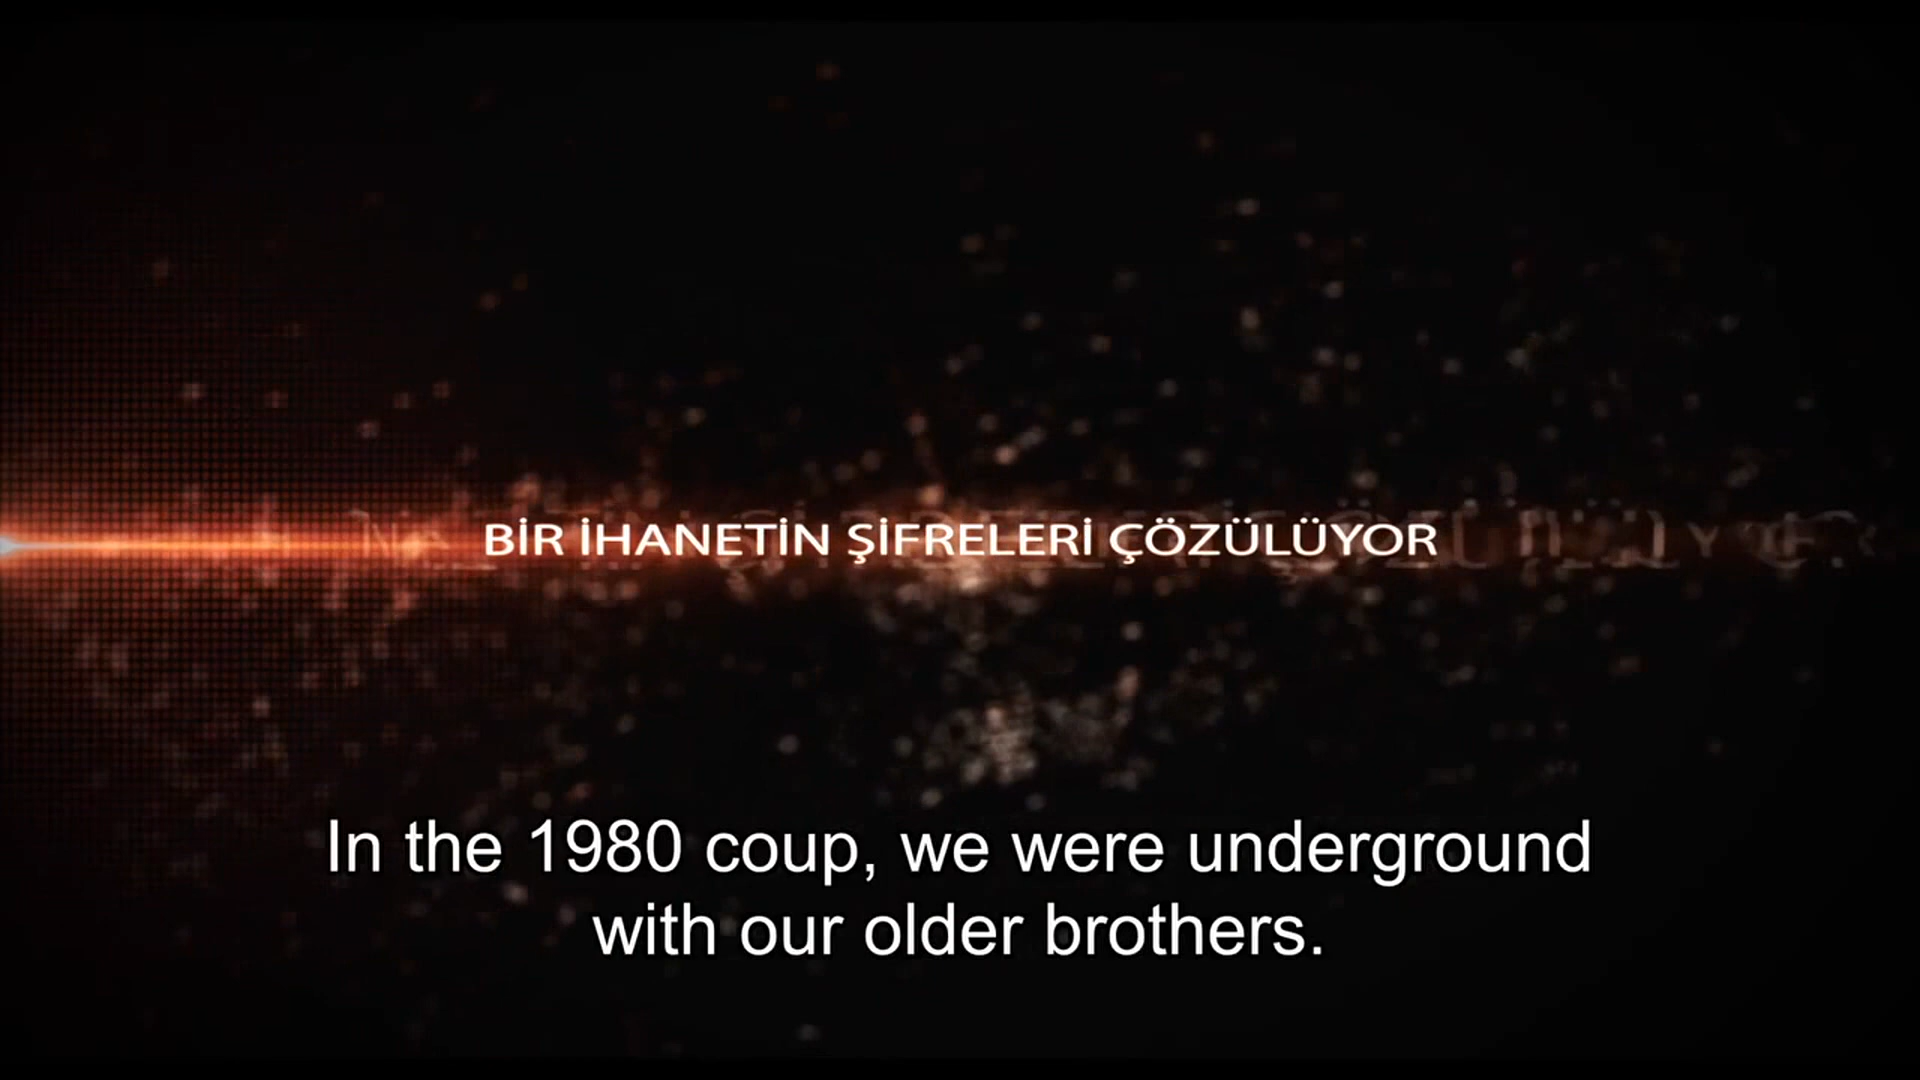 BİR İHANETİN ŞİFRELERİ ÇÖZÜLÜYOR
In the 1980 coup, we were underground
with our older brothers.